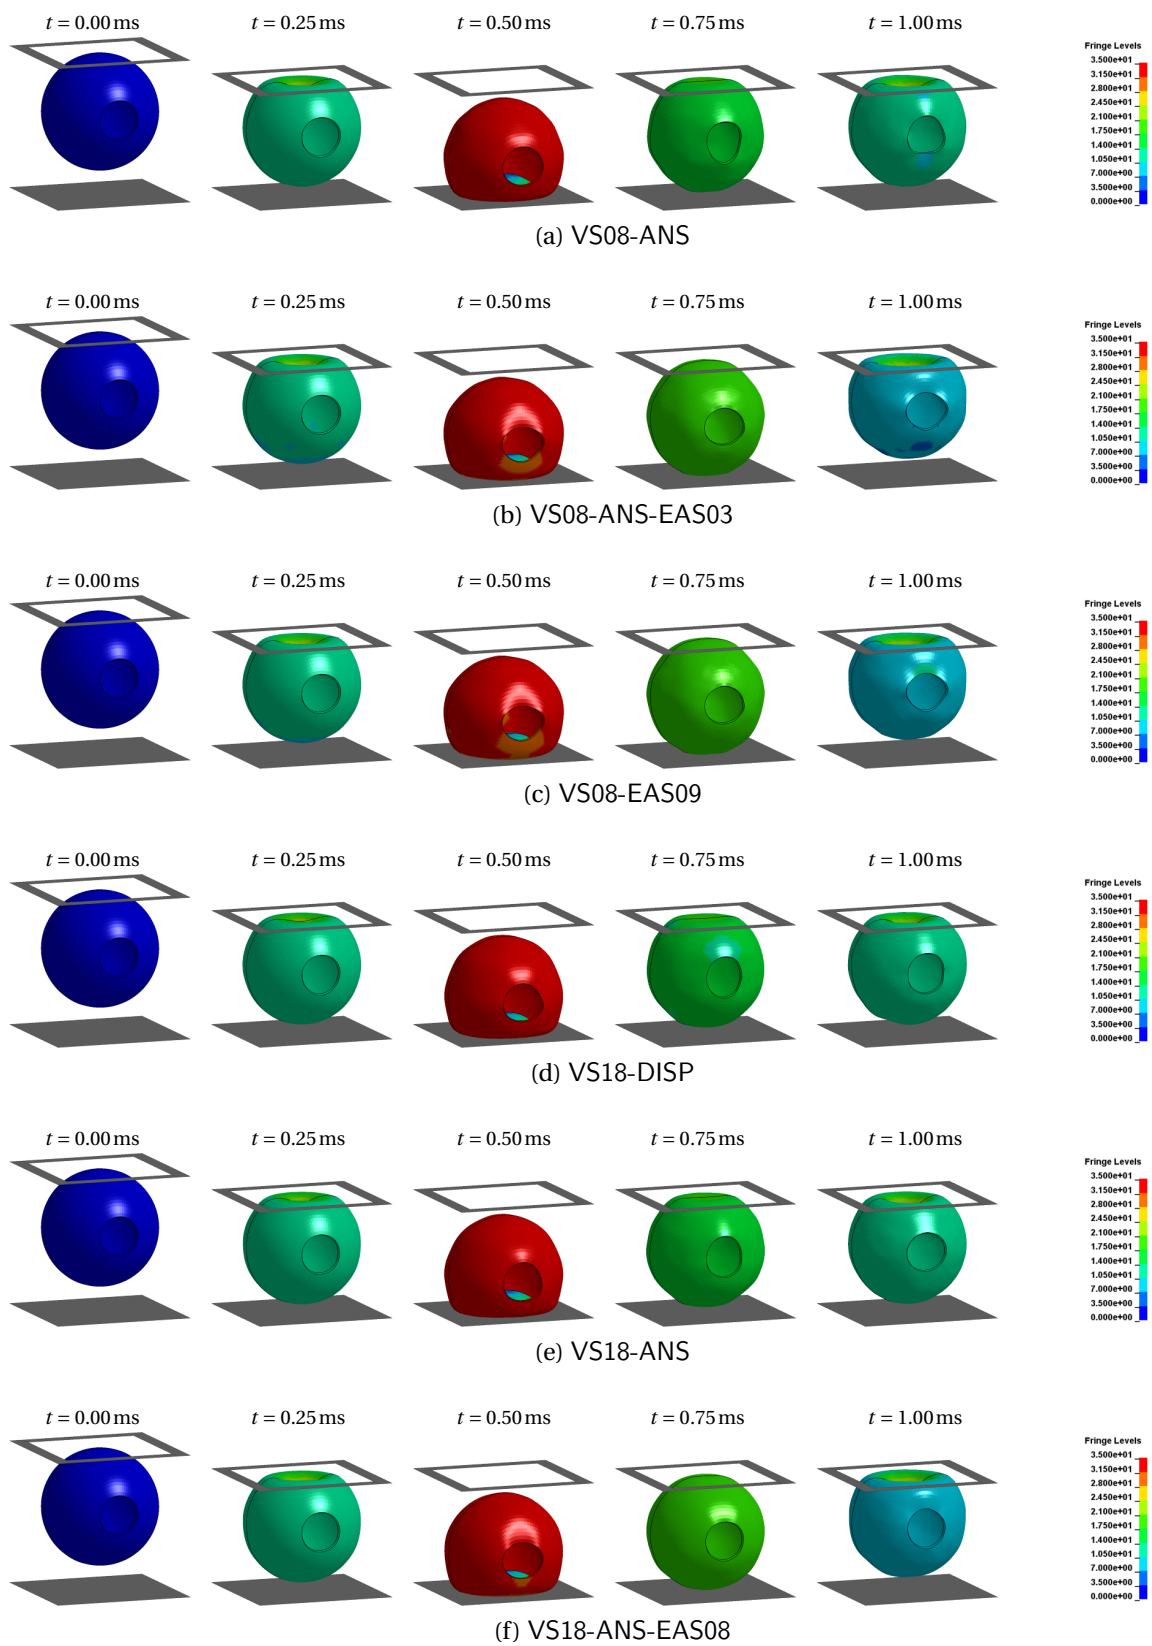 t = 0.00 ms t = 0.25 ms t = 0.50 ms t = 0.75 ms t = 1.00 ms
Fringe Levels
3.500e+01
3.150e+01
2.800e+01
2.450e+01
2.100e+01
1.750e+01
1.400e+01
1.050e+01
7.000e+00
3.500e+00
0.000e+00
(a) VS08-ANS
t = 0.00 ms t = 0.25 ms t = 0.50 ms t = 0.75 ms t = 1.00 ms
Fringe Levels
3.500e+01
3.150e+01
2.800e+01
2.450e+01
2.100e+01
1.750e+01
1.400e+01
1.050e+01
7.000e+00
3.500e+00
0.000e+00
(b) VS08-ANS-EAS03
t = 0.00 ms t = 0.25 ms t = 0.50 ms t = 0.75 ms t = 1.00 ms
Fringe Levels
3.500e+01
3.150e+01
2.800e+01
2.450e+01
2.100e+01
1.750e+01
1.400e+01
1.050e+01
7.000e+00
3.500e+00
0.000e+00
(c) VS08-EAS09
t = 0.00 ms t = 0.25 ms t = 0.50 ms t = 0.75 ms t = 1.00 ms
Fringe Levels
3.500e+01
3.150e+01
2.800e+01
2.450e+01
2.100e+01
1.750e+01
1.400e+01
1.050e+01
7.000e+00
3.500e+00
0.000e+00
(d) VS18-DISP
t = 0.00 ms t = 0.25 ms t = 0.50 ms t = 0.75 ms t = 1.00 ms
Fringe Levels
3.500e+01
3.150e+01
2.800e+01
2.450e+01
2.100e+01
1.750e+01
1.400e+01
1.050e+01
7.000e+00
3.500e+00
0.000e+00
(e) VS18-ANS
t = 0.00 ms t = 0.25 ms t = 0.50 ms t = 0.75 ms t = 1.00 ms
Fringe Levels
3.500e+01
3.150e+01
2.800e+01
2.450e+01
2.100e+01
1.750e+01
1.400e+01
1.050e+01
7.000e+00
3.500e+00
0.000e+00
(f) VS18-ANS-EAS08